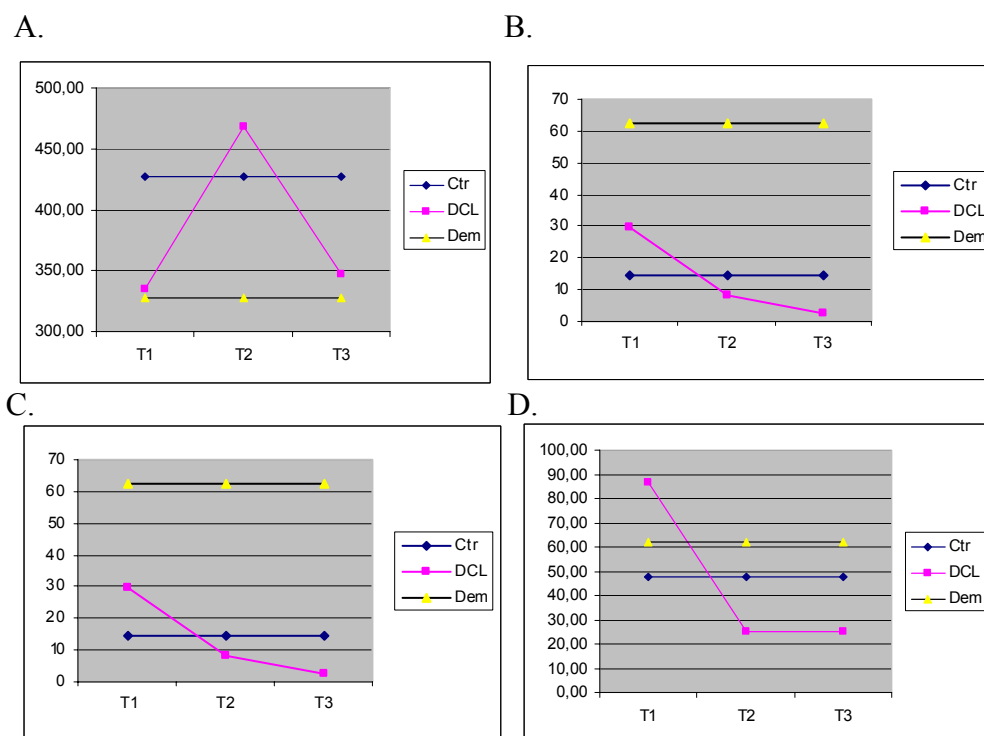 A.
500,00
450,00
400,00
350,00
300,00
T1 T2 T3
Ctr
DCL
Dem
B.
70
60
50
40
30
20
10
0
T1 T2 T3
Ctr
DCL
Dem
C.
70
60
50
40
30
20
10
0
T1 T2 T3
Ctr
DCL
Dem
D.
100,00
90,00
80,00
70,00
60,00
50,00
40,00
30,00
20,00
10,00
0,00
T1 T2 T3
Ctr
DCL
Dem